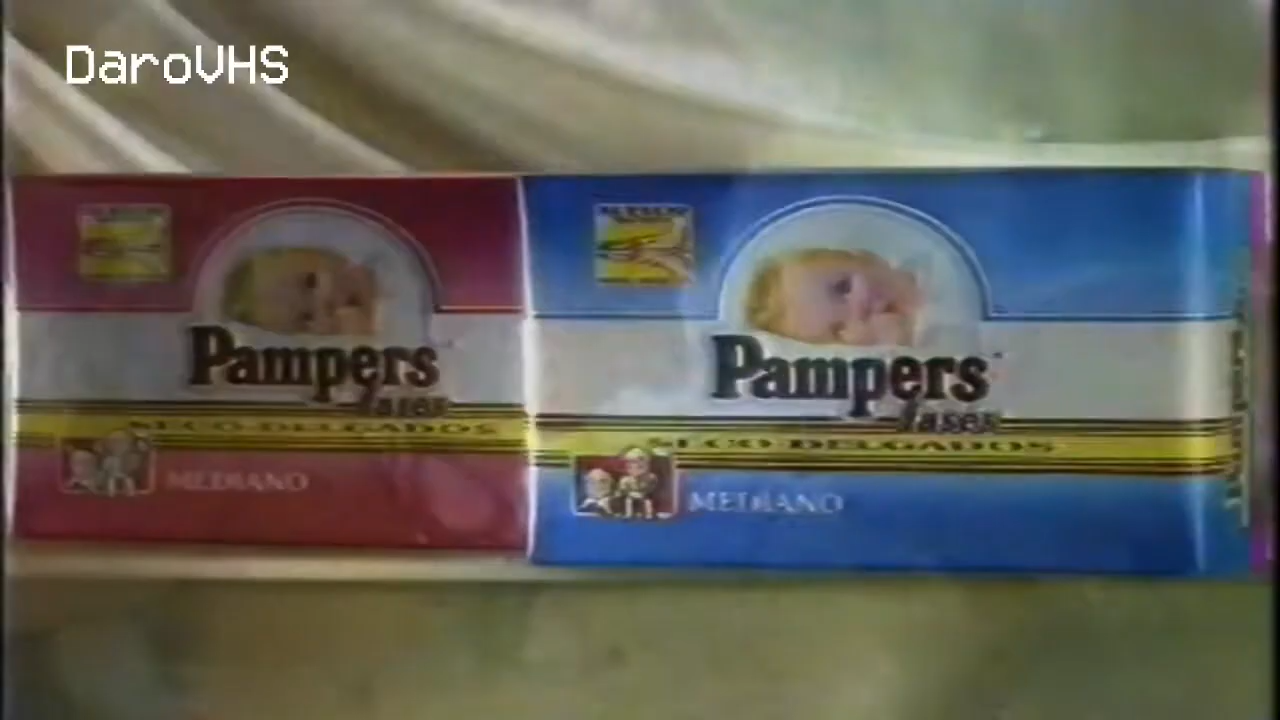 DaroVHS
Pampers
fases
SECO-DELGADOS
MEDIANO
Pampers
fases
SECO-DELGADOS
MEDIANO